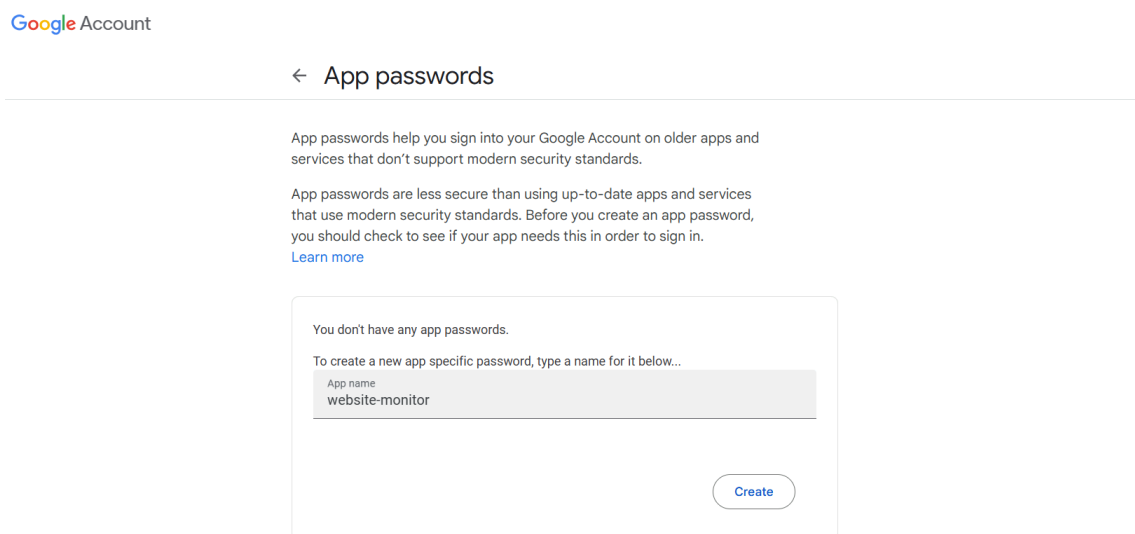 Google Account
App passwords
App passwords help you sign into your Google Account on older apps and
services that don’t support modern security standards.
App passwords are less secure than using up-to-date apps and services
that use modern security standards. Before you create an app password,
you should check to see if your app needs this in order to sign in.
Learn more
You don't have any app passwords.
To create a new app specific password, type a name for it below...
App name
website-monitor
Create